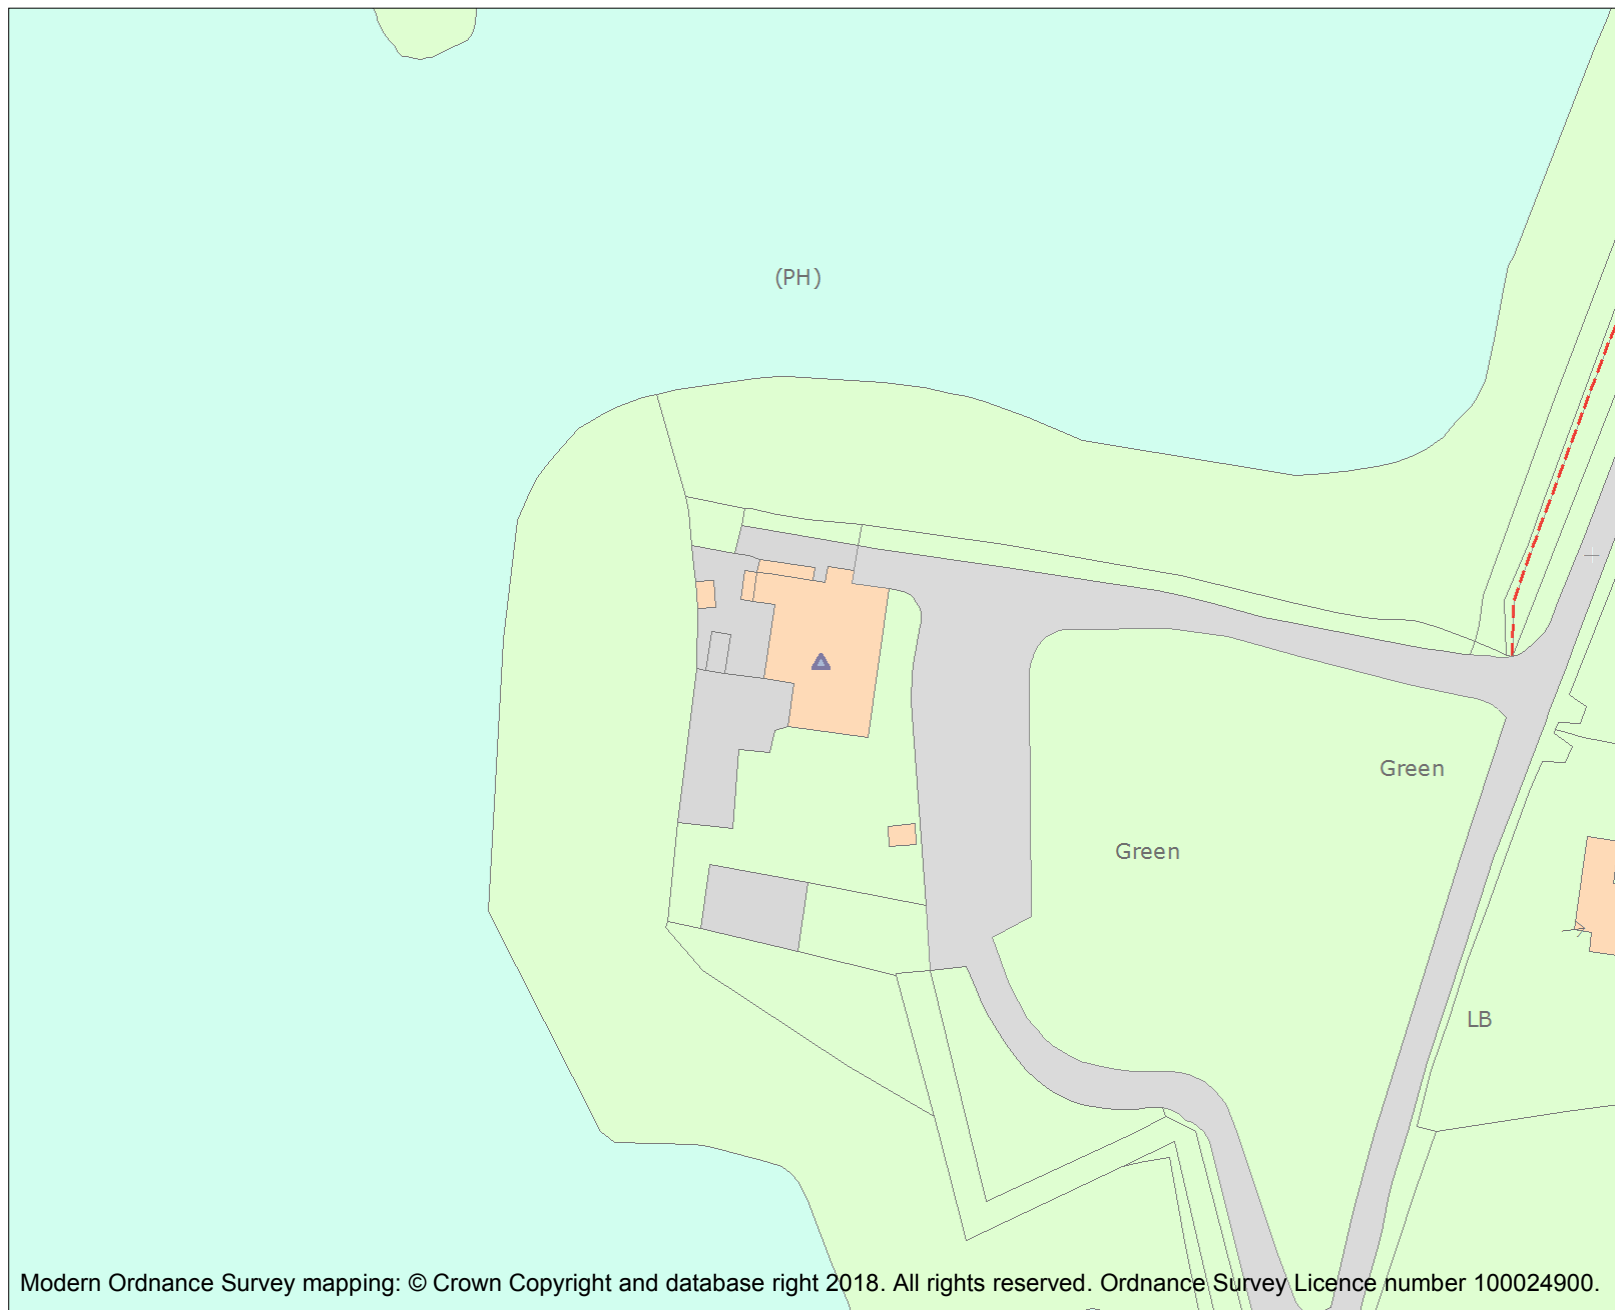 (PH)
Green
Green
LB
Modern Ordnance Survey mapping: © Crown Copyright and database right 2018. All rights reserved. Ordnance Survey Licence number 100024900.